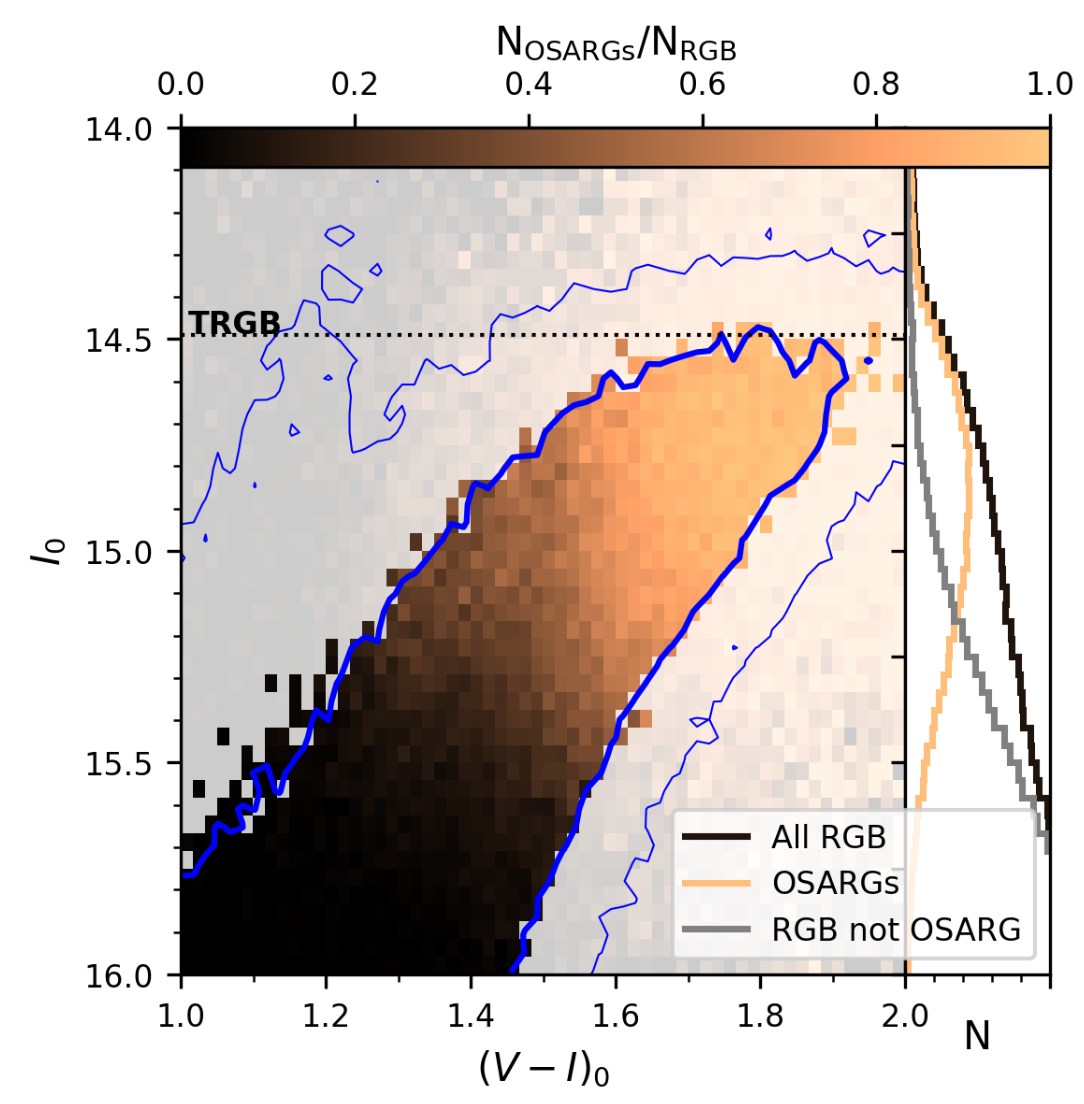 N_OSARGs/N_RGB
0.0 0.2 0.4 0.6 0.8 1.0
14.0
TRGB
14.5
I_0
15.0
15.5
16.0
All RGB
OSARGs
RGB not OSARG
1.0 1.2 1.4 1.6 1.8 2.0
N
(V − I)_0